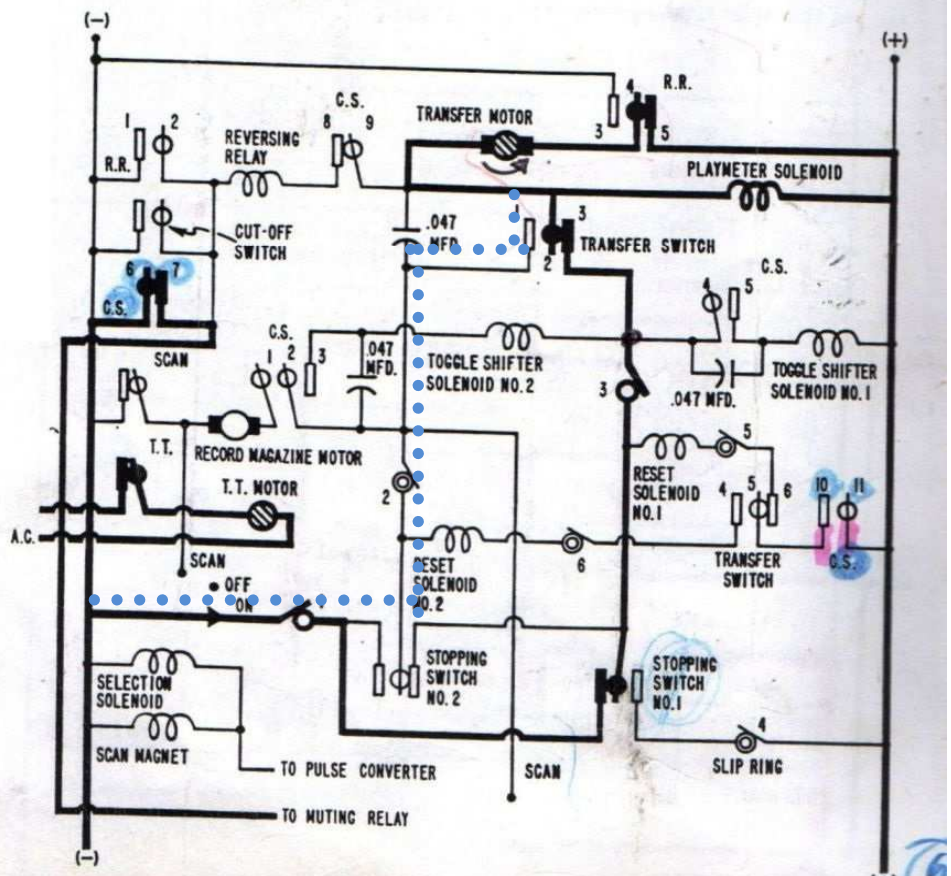 (-)
(+)
R.R.
4
C.S.
TRANSFER MOTOR
1 2
8 9
3 5
REVERSING
RELAY
PLAYMETER SOLENOID
R.R.
.047
MFD.
3
CUT-OFF
SWITCH
TRANSFER SWITCH
2
6 7
C.S.
4 5
C.S.
C.S.
SCAN
1 2 3
.047
MFD.
TOGGLE SHIFTER
SOLENOID NO.2
TOGGLE SHIFTER
SOLENOID NO.1
3
.047 MFD.
T.T.
RECORD MAGAZINE MOTOR
5
RESET
SOLENOID
NO.1
T.T. MOTOR
2
4 5 6
10 11
A.C.
SCAN
6
TRANSFER
SWITCH
C.S.
RESET
SOLENOID
NO.2
OFF
ON
STOPPING
SWITCH
NO.2
STOPPING
SWITCH
NO.1
SELECTION
SOLENOID
4
SCAN MAGNET
TO PULSE CONVERTER
SCAN
SLIP RING
TO MUTING RELAY
(-)